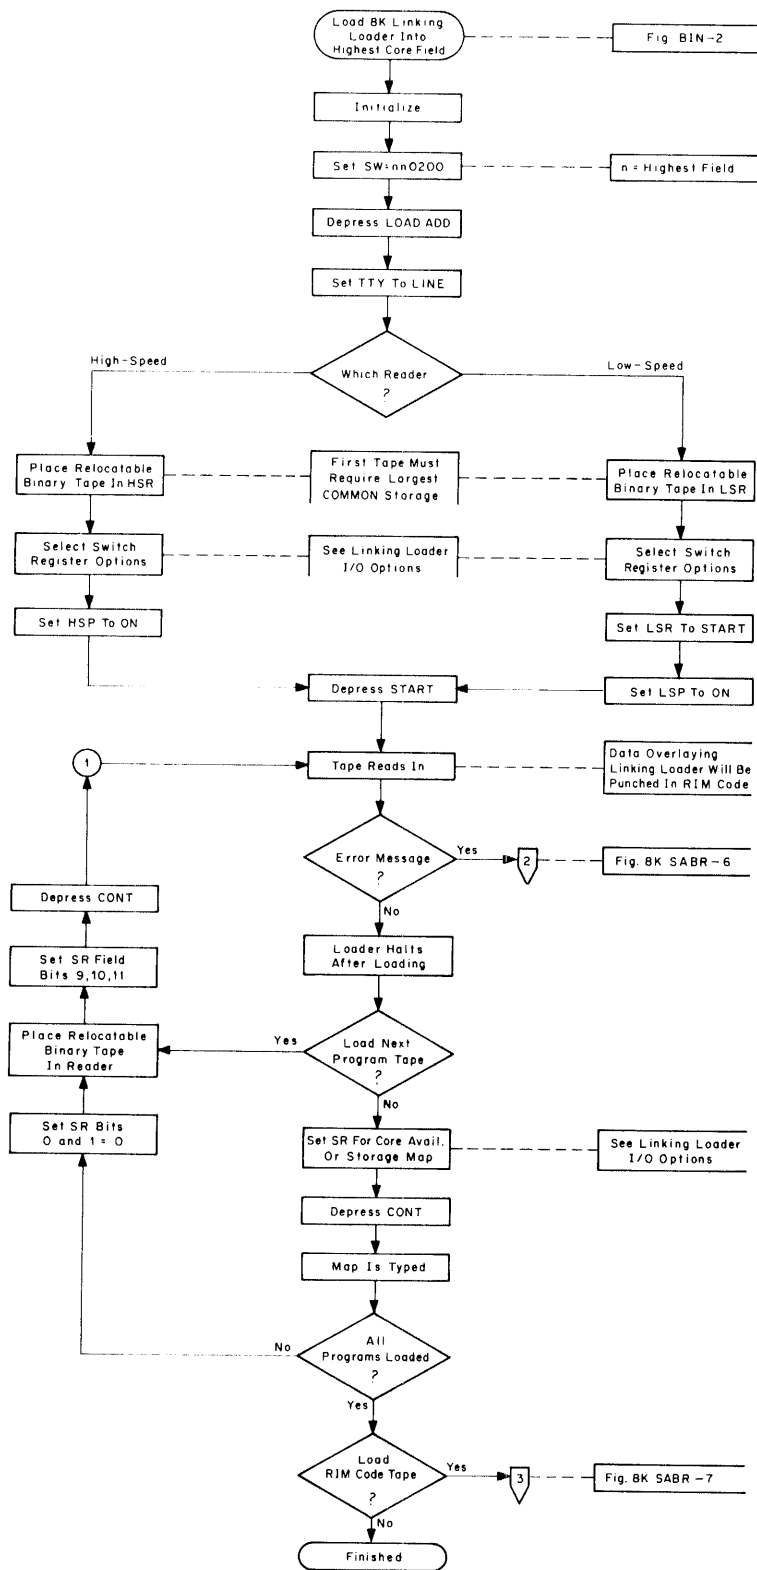 Load 8K Linking
Loader Into
Highest Core Field
Fig BIN-2
Initialize
Set SW=nn0200
n = Highest Field
Depress LOAD ADD
Set TTY To LINE
High-Speed
Which Reader
?
Low-Speed
Place Relocatable
Binary Tape In HSR
First Tape Must
Require Largest
COMMON Storage
Place Relocatable
Binary Tape In LSR
Select Switch
Register Options
See Linking Loader
I/O Options
Select Switch
Register Options
Set HSP To ON
Set LSR To START
Depress START
Set LSP To ON
1
Tape Reads In
Data Overlaying
Linking Loader Will Be
Punched In RIM Code
Error Message
?
Yes
2
Fig. 8K SABR-6
No
Depress CONT
Loader Halts
After Loading
Set SR Field
Bits 9,10,11
Place Relocatable
Binary Tape
In Reader
Yes
Load Next
Program Tape
?
No
Set SR Bits
0 and 1 = 0
Set SR For Core Avail.
Or Storage Map
See Linking Loader
I/O Options
Depress CONT
Map Is Typed
No
All
Programs Loaded
?
Yes
Load
RIM Code Tape
?
Yes
3
Fig. 8K SABR-7
No
Finished